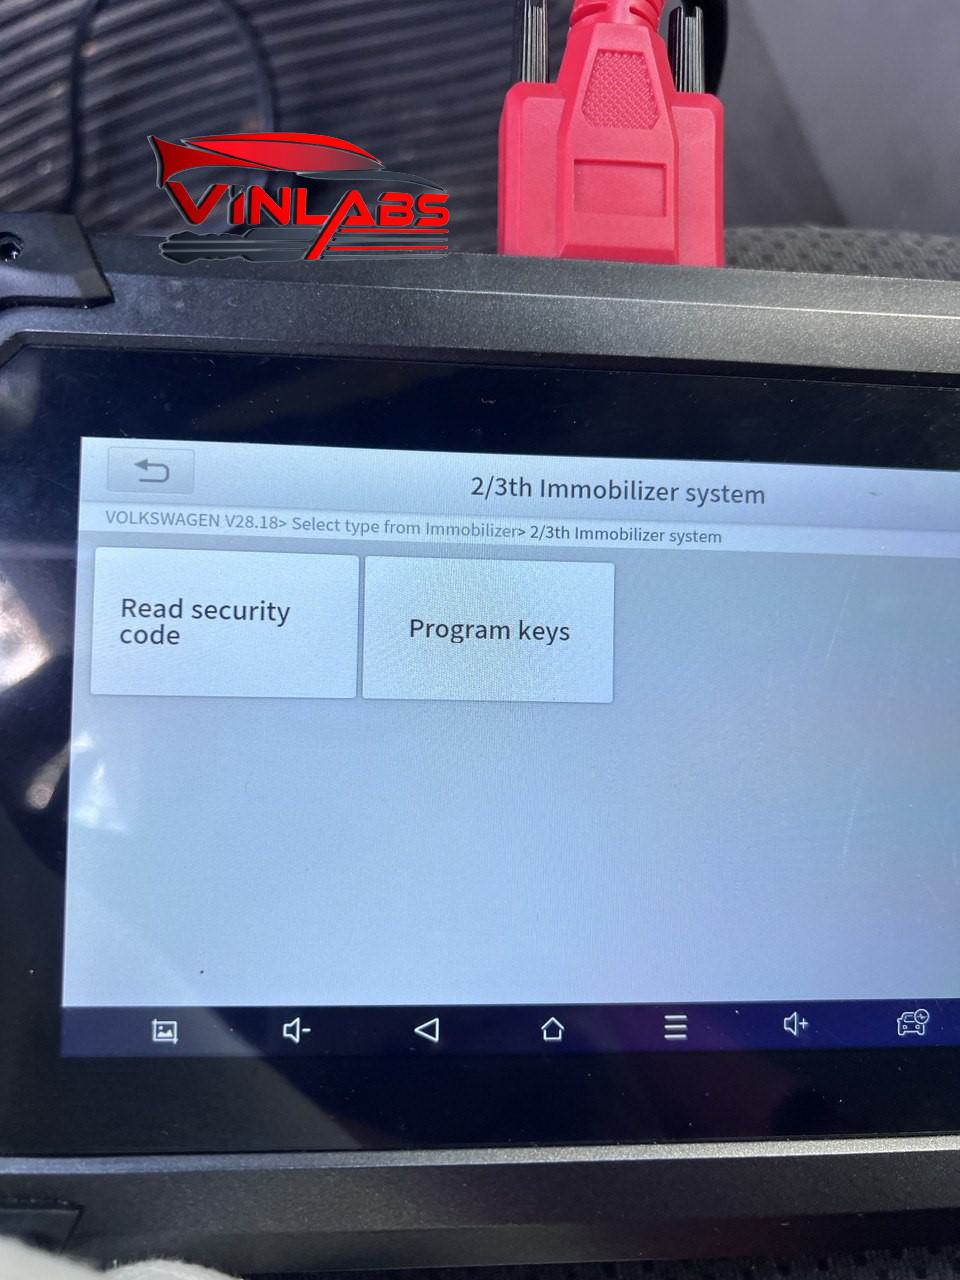 VINLABS
2/3th Immobilizer system
VOLKSWAGEN V28.18> Select type from Immobilizer> 2/3th Immobilizer system
Read security
code
Program keys